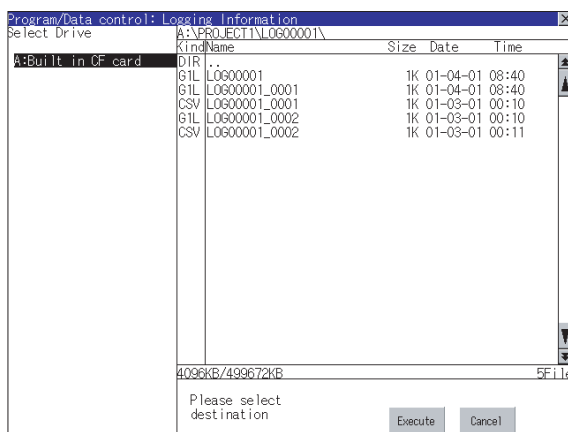 Program/Data control: Logging Information
Select Drive
A:\PROJECT1\LOG00001\
Kind Name Size Date Time
A:Built in CF card
DIR ..
G1L LOG00001 1K 01-04-01 08:40
G1L LOG00001_0001 1K 01-04-01 08:40
CSV LOG00001_0001 1K 01-03-01 00:10
G1L LOG00001_0002 1K 01-03-01 00:10
CSV LOG00001_0002 1K 01-03-01 00:11
4096KB/499672KB 5File
Please select
destination
Execute Cancel